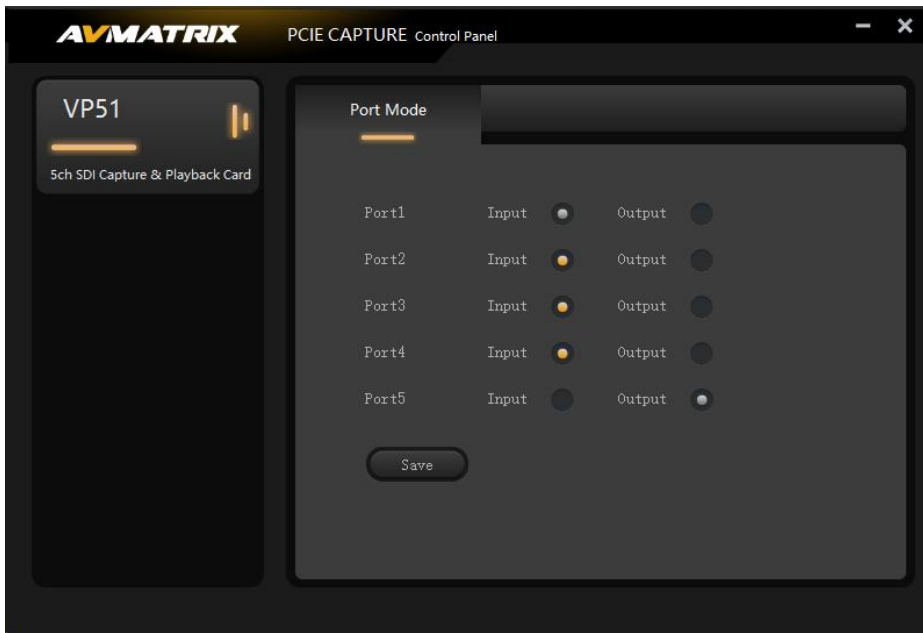 AVMATRIX PCIE CAPTURE Control Panel
VP51
5ch SDI Capture & Playback Card
Port Mode
Port1 Input Output
Port2 Input Output
Port3 Input Output
Port4 Input Output
Port5 Input Output
Save